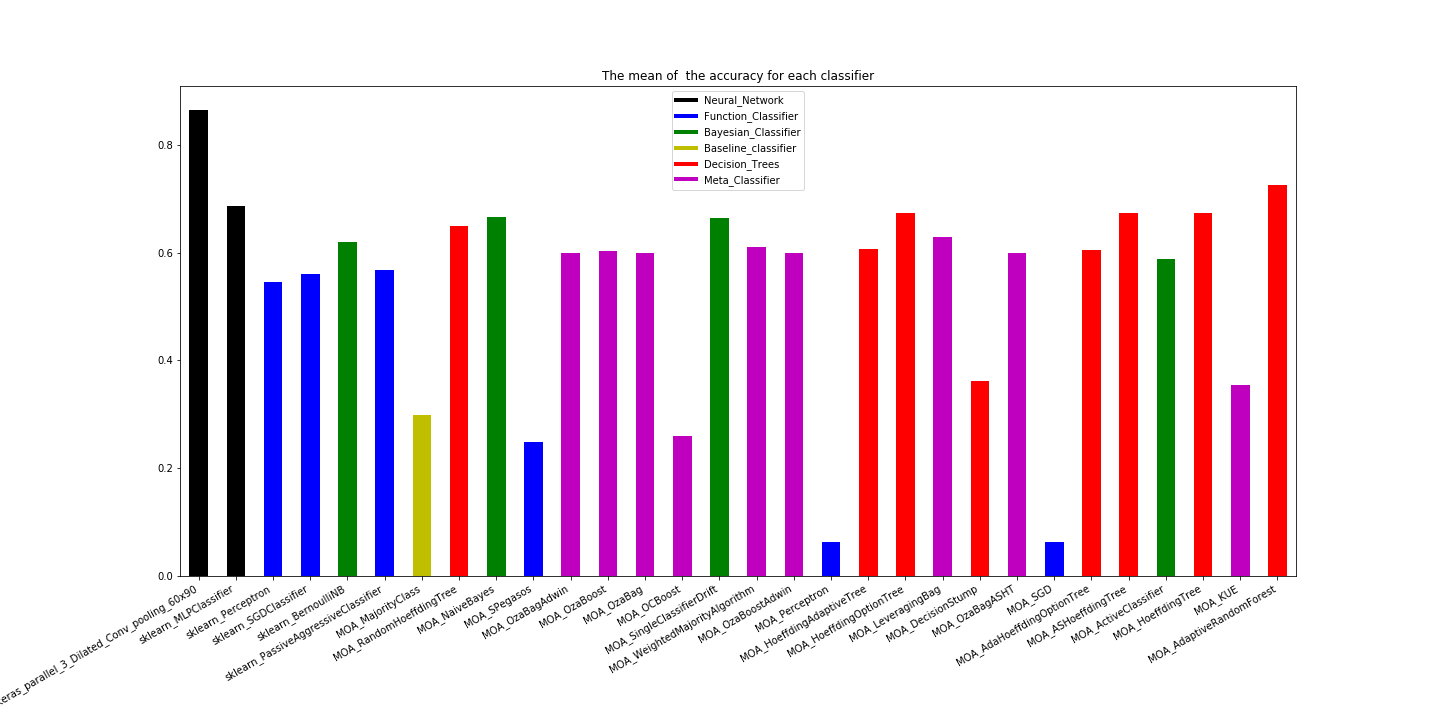 The mean of  the accuracy for each classifier
Neural_Network
Function_Classifier
Bayesian_Classifier
Baseline_classifier
Decision_Trees
Meta_Classifier
0.8
0.6
0.4
0.2
0.0
eras_parallel_3_Dilated_Conv_pooling_60x90
sklearn_MLPClassifier
sklearn_Perceptron
sklearn_SGDClassifier
sklearn_BernoulliNB
sklearn_PassiveAggressiveClassifier
MOA_MajorityClass
MOA_RandomHoeffdingTree
MOA_NaiveBayes
MOA_SPegasos
MOA_OzaBagAdwin
MOA_OzaBoost
MOA_OzaBag
MOA_OCBoost
MOA_SingleClassifierDrift
MOA_WeightedMajorityAlgorithm
MOA_OzaBoostAdwin
MOA_Perceptron
MOA_HoeffdingAdaptiveTree
MOA_HoeffdingOptionTree
MOA_LeveragingBag
MOA_DecisionStump
MOA_OzaBagASHT
MOA_SGD
MOA_AdaHoeffdingOptionTree
MOA_ASHoeffdingTree
MOA_ActiveClassifier
MOA_HoeffdingTree
MOA_KUE
MOA_AdaptiveRandomForest